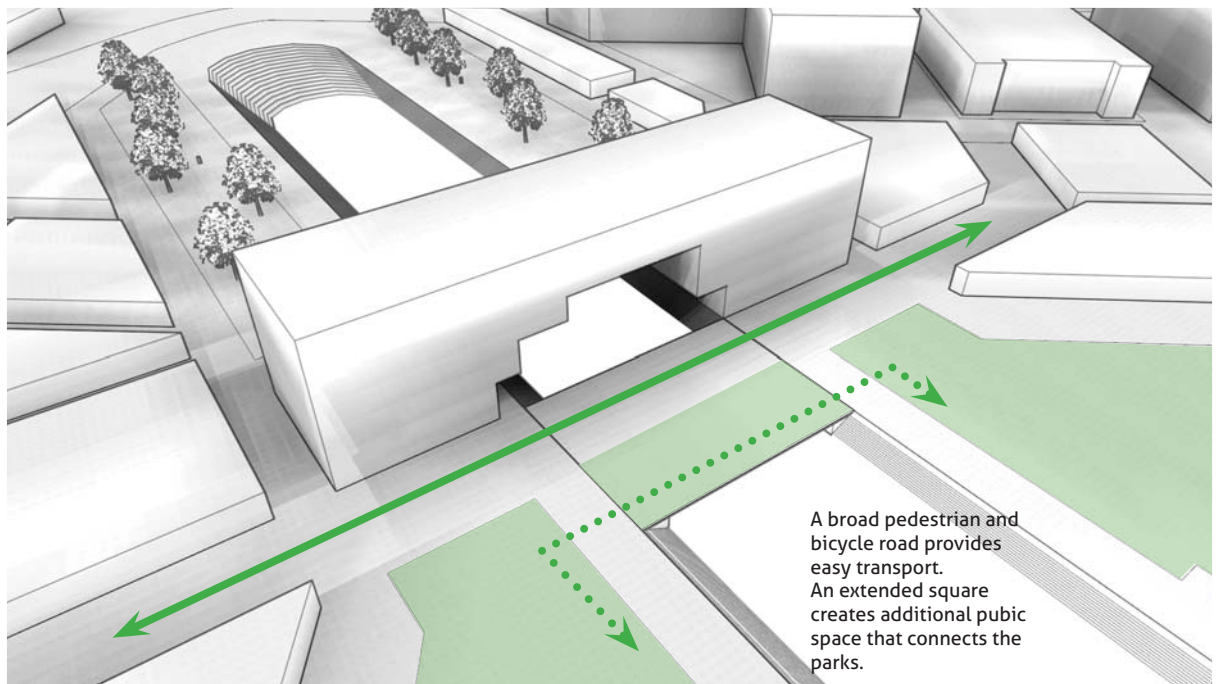 A broad pedestrian and
bicycle road provides
easy transport.
An extended square
creates additional pubic
space that connects the
parks.